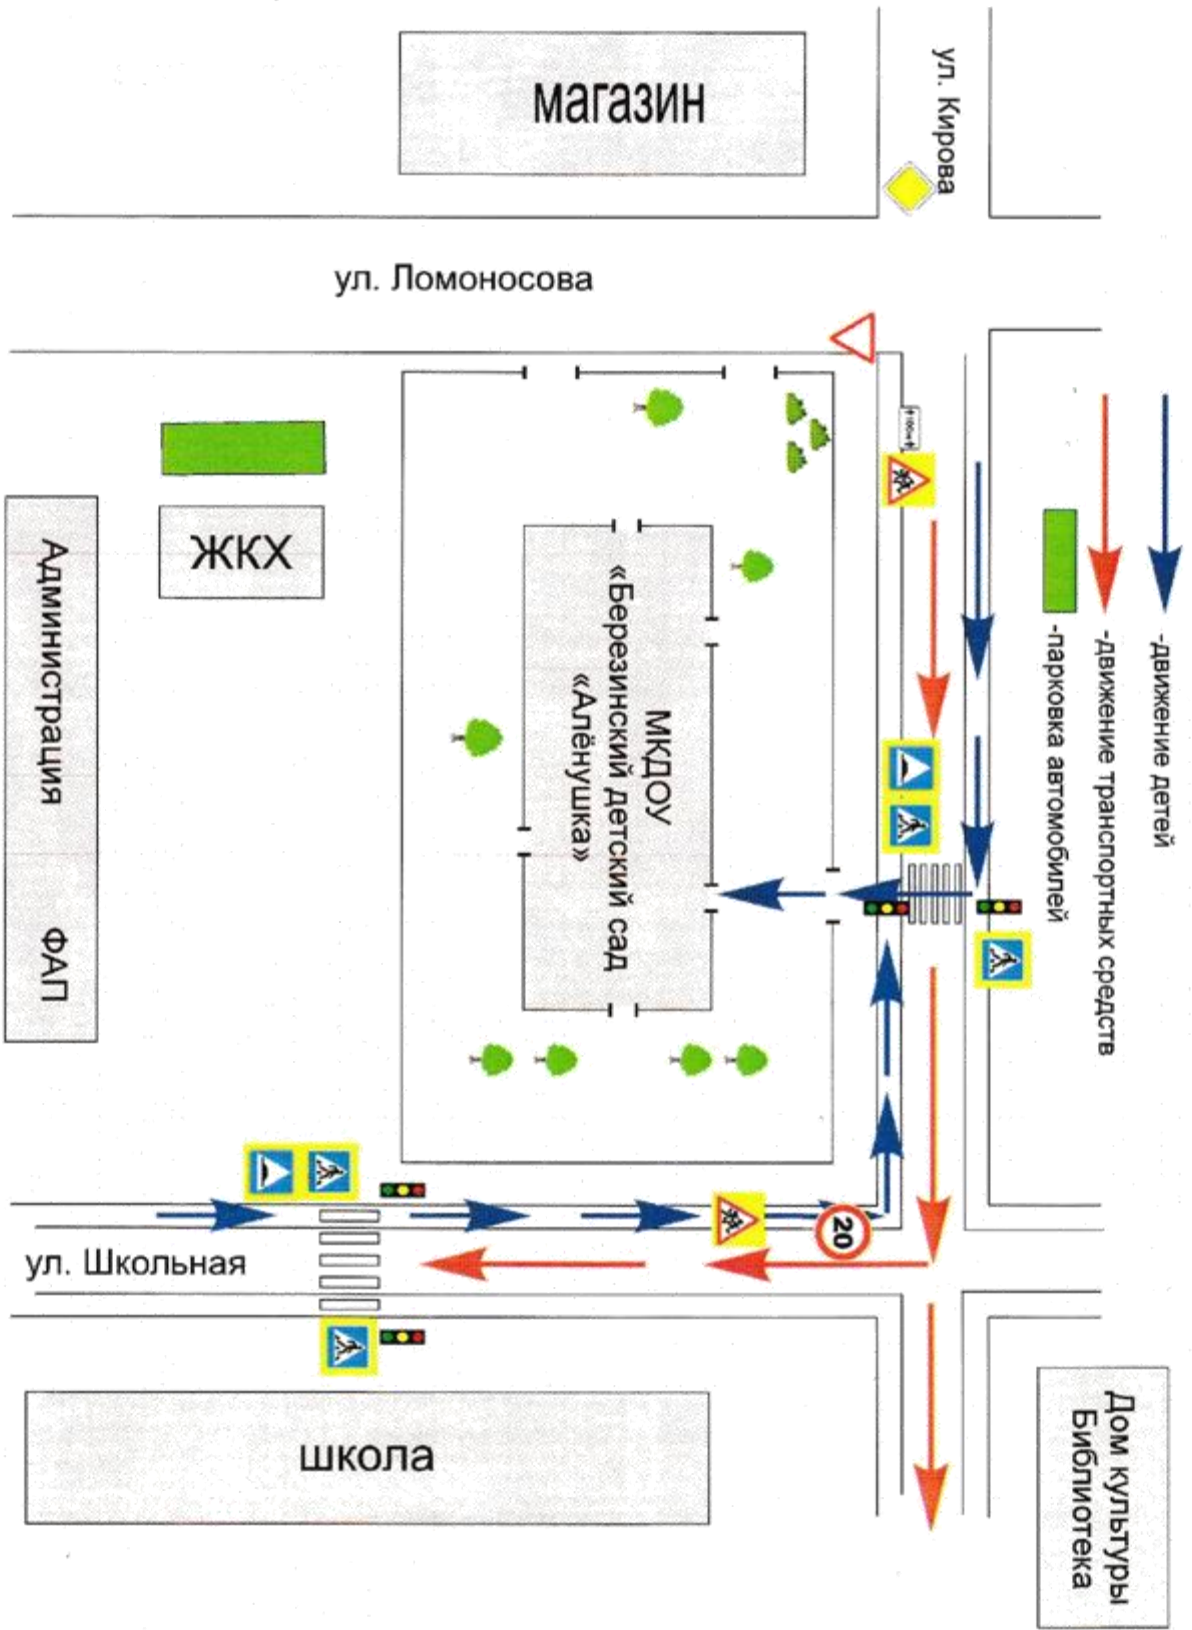 магазин
ул. Кирова
ул. Ломоносова
100м
ЖКХ
Администрация
ФАП
МКДОУ
«Березинский детский сад
«Алёнушка»
-движение детей
-движение транспортных средств
-парковка автомобилей
20
ул. Школьная
школа
Дом культуры
Библиотека